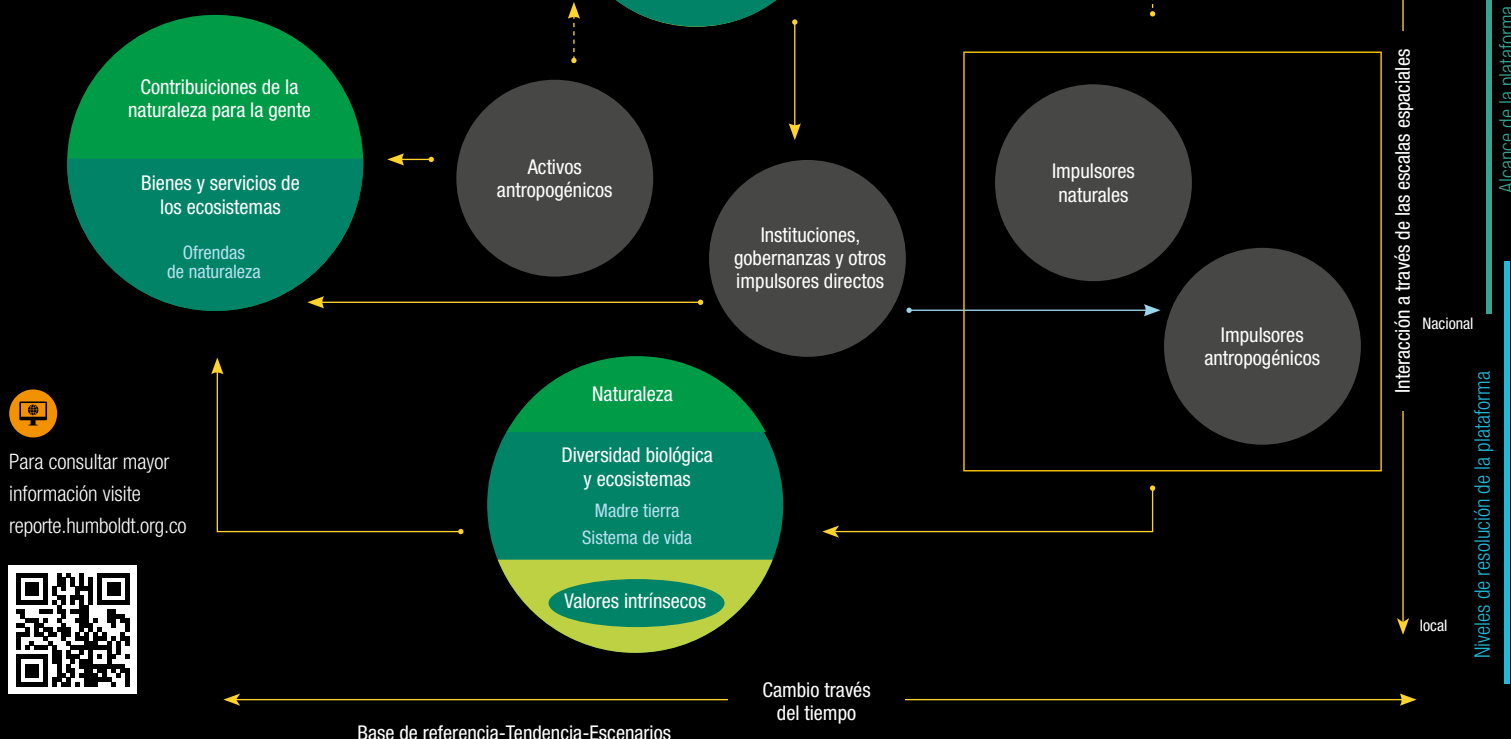 Contribuiciones de la
naturaleza para la gente
Bienes y servicios de
los ecosistemas
Ofrendas
de naturaleza
Activos
antropogénicos
Instituciones,
gobernanzas y otros
impulsores directos
Impulsores
naturales
Impulsores
antropogénicos
Interacción a través de las escalas espaciales
Alcance de la plataforma
Nacional
Niveles de resolución de la plataforma
local
Naturaleza
Diversidad biológica
y ecosistemas
Madre tierra
Sistema de vida
Valores intrínsecos
Para consultar mayor
información visite
reporte.humboldt.org.co
Cambio través
del tiempo
Base de referencia-Tendencia-Escenarios